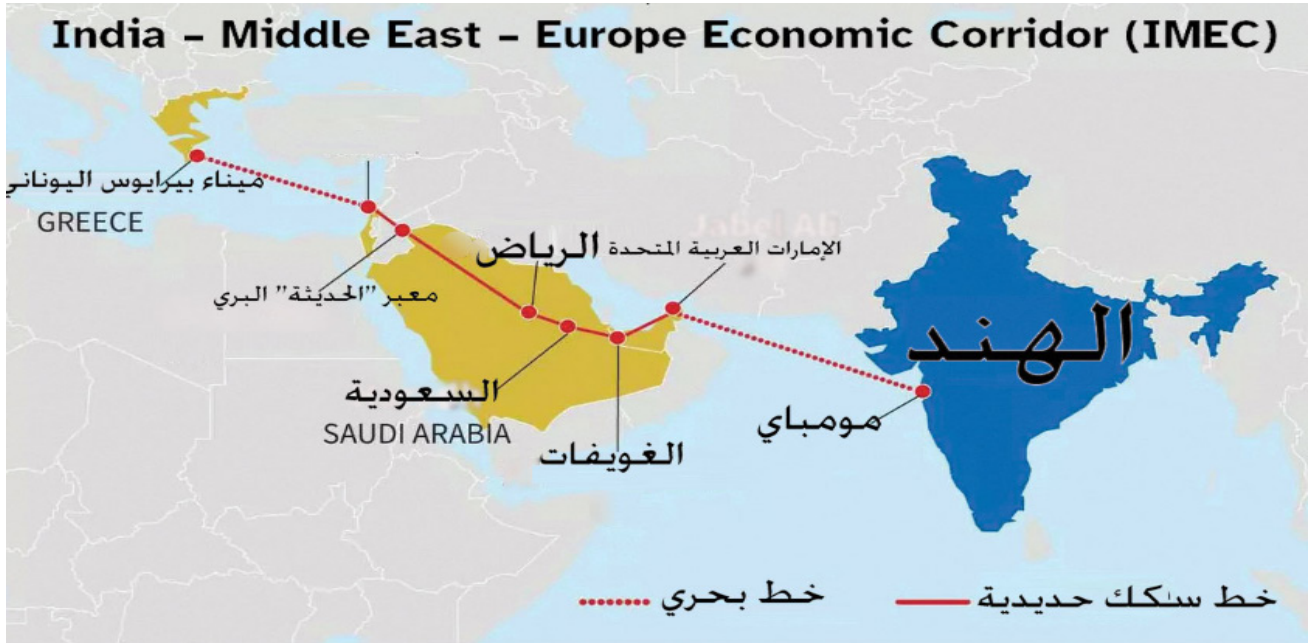 India – Middle East – Europe Economic Corridor (IMEC)
ميناء بيرايوس اليوناني
GREECE
معبر "الحديثة" البري
الرياض
الإمارات العربية المتحدة
السعودية
SAUDI ARABIA
الغويفات
الهند
مومباي
خط سكك حديدية
خط بحري